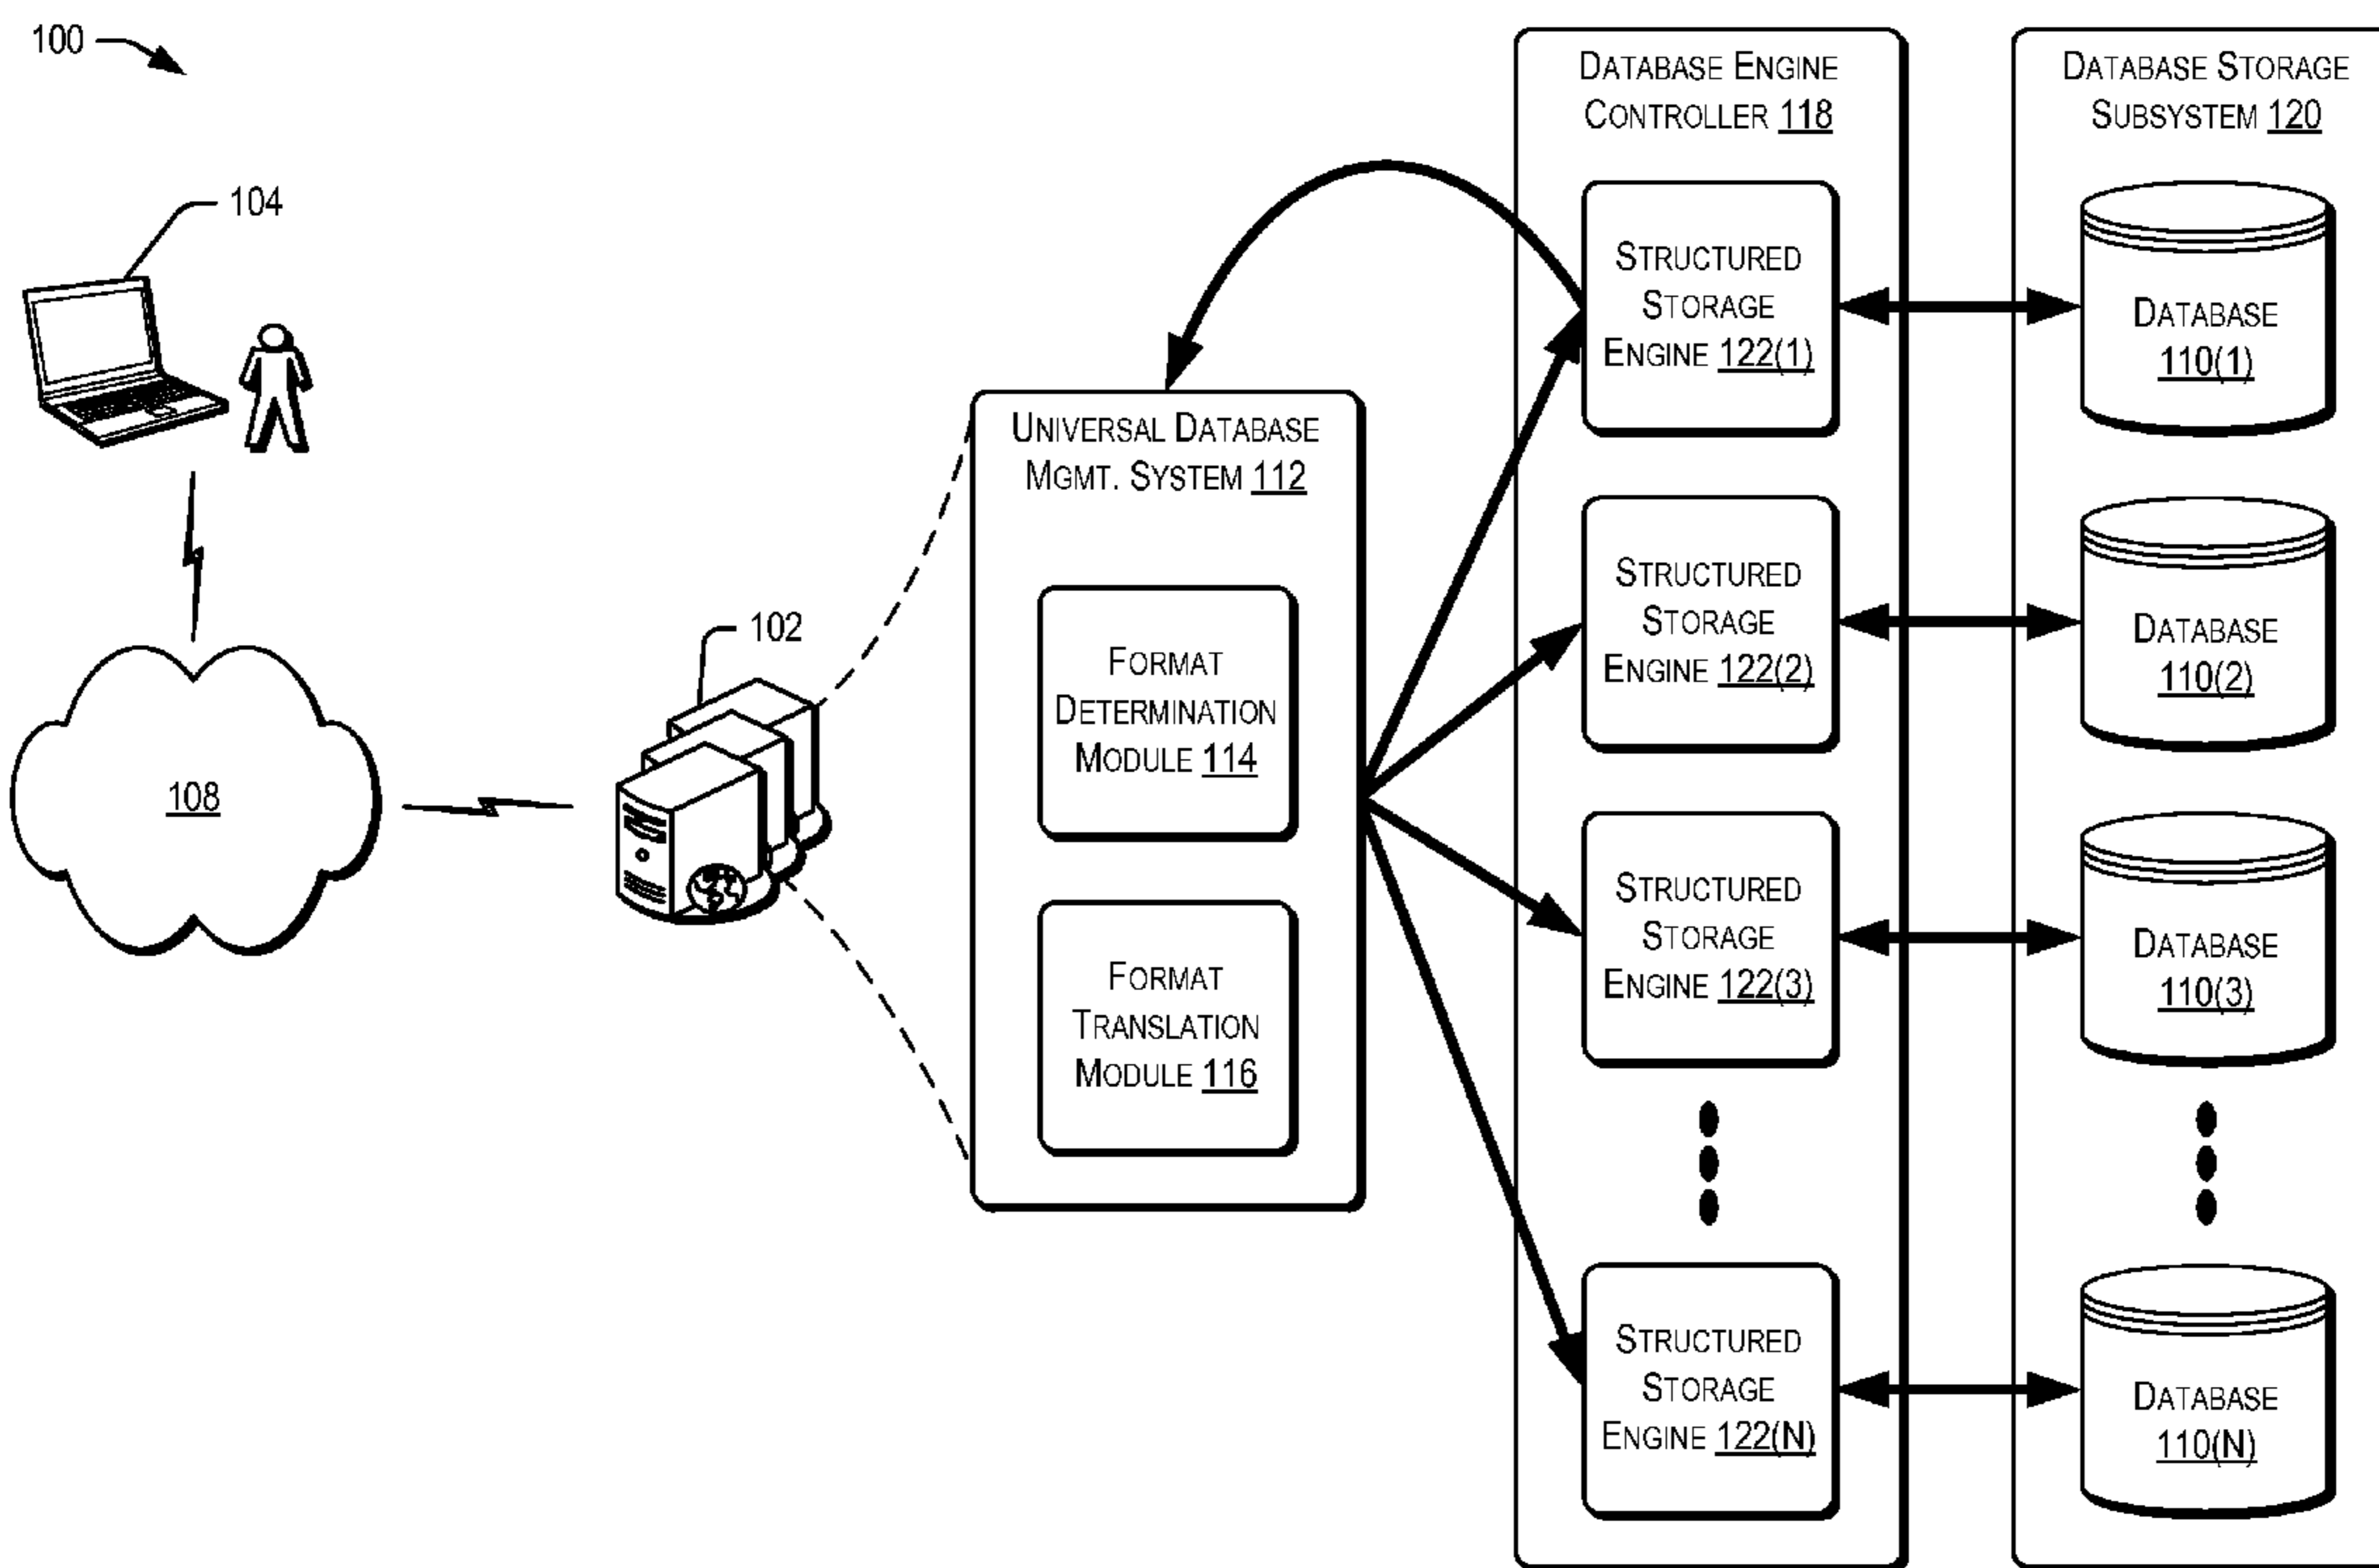 100
104
108
102
UNIVERSAL DATABASE
MGMT. SYSTEM 112
FORMAT
DETERMINATION
MODULE 114
FORMAT
TRANSLATION
MODULE 116
DATABASE ENGINE
CONTROLLER 118
STRUCTURED
STORAGE
ENGINE 122(1)
STRUCTURED
STORAGE
ENGINE 122(2)
STRUCTURED
STORAGE
ENGINE 122(3)
STRUCTURED
STORAGE
ENGINE 122(N)
DATABASE STORAGE
SUBSYSTEM 120
DATABASE
110(1)
DATABASE
110(2)
DATABASE
110(3)
DATABASE
110(N)